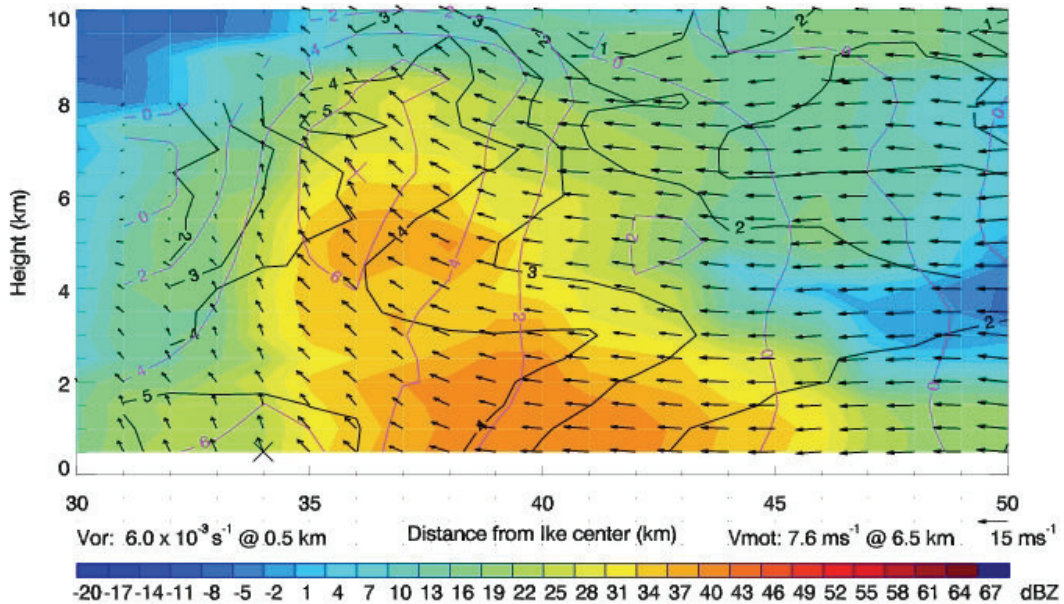 10
8
6
4
2
0
Height (km)
30
35
40
45
50
Distance from Ike center (km)
Vor: 6.0 x 10⁻³ s⁻¹ @ 0.5 km
Vmot: 7.6 ms⁻¹ @ 6.5 km
15 ms⁻¹
-20 -17 -14 -11 -8 -5 -2 1 4 7 10 13 16 19 22 25 28 31 34 37 40 43 46 49 52 55 58 61 64 67 dBZ